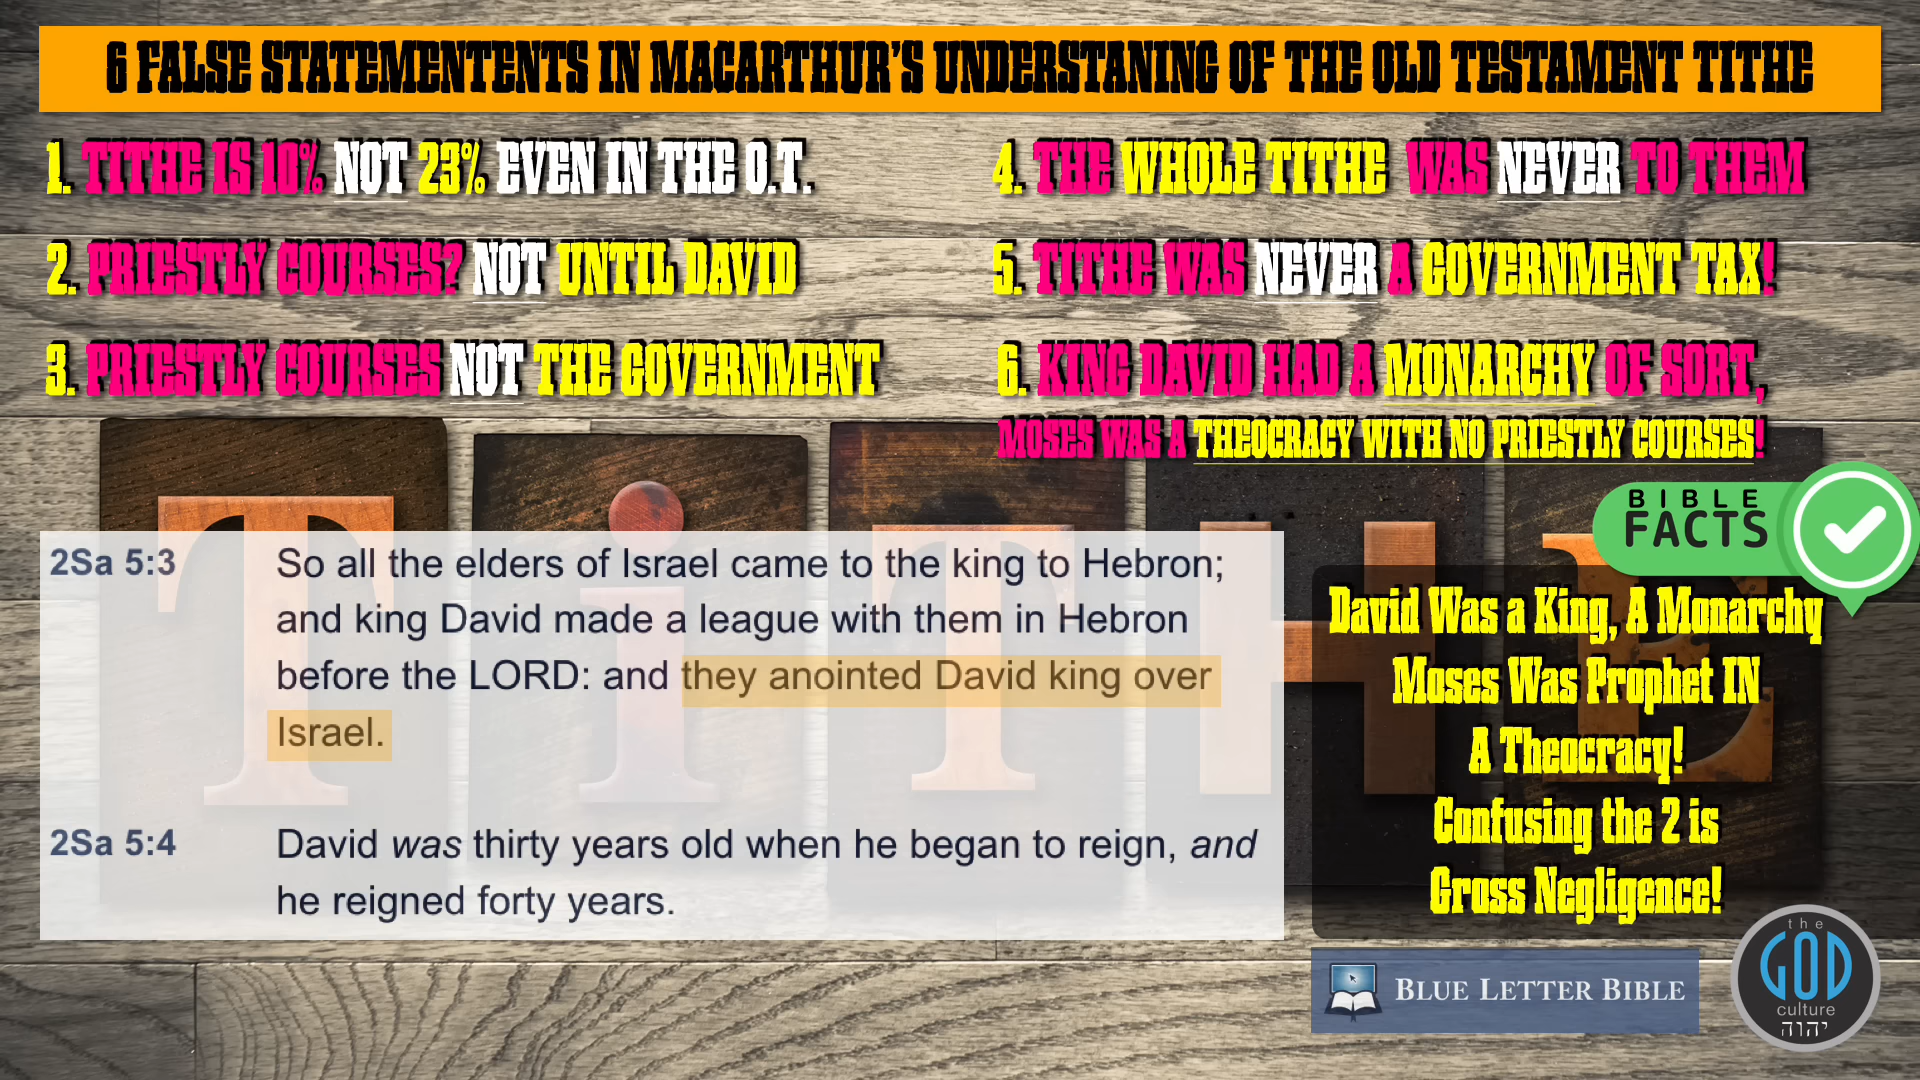 6 FALSE STATEMENTENTS IN MACARTHUR'S UNDERSTANING OF THE OLD TESTAMENT TITHE
1. TITHE IS 10% NOT 23% EVEN IN THE O.T.
2. PRIESTLY COURSES? NOT UNTIL DAVID
3. PRIESTLY COURSES NOT THE GOVERNMENT
4. THE WHOLE TITHE WAS NEVER TO THEM
5. TITHE WAS NEVER A GOVERNMENT TAX!
6. KING DAVID HAD A MONARCHY OF SORT,
MOSES WAS A THEOCRACY WITH NO PRIESTLY COURSES!
TiTHE
2Sa 5:3 So all the elders of Israel came to the king to Hebron;
and king David made a league with them in Hebron
before the LORD: and they anointed David king over
Israel.
2Sa 5:4 David was thirty years old when he began to reign, and
he reigned forty years.
BIBLE
FACTS
David Was a King, A Monarchy
Moses Was Prophet IN
A Theocracy!
Confusing the 2 is
Gross Negligence!
BLUE LETTER BIBLE
the
GOD
culture
יהוה